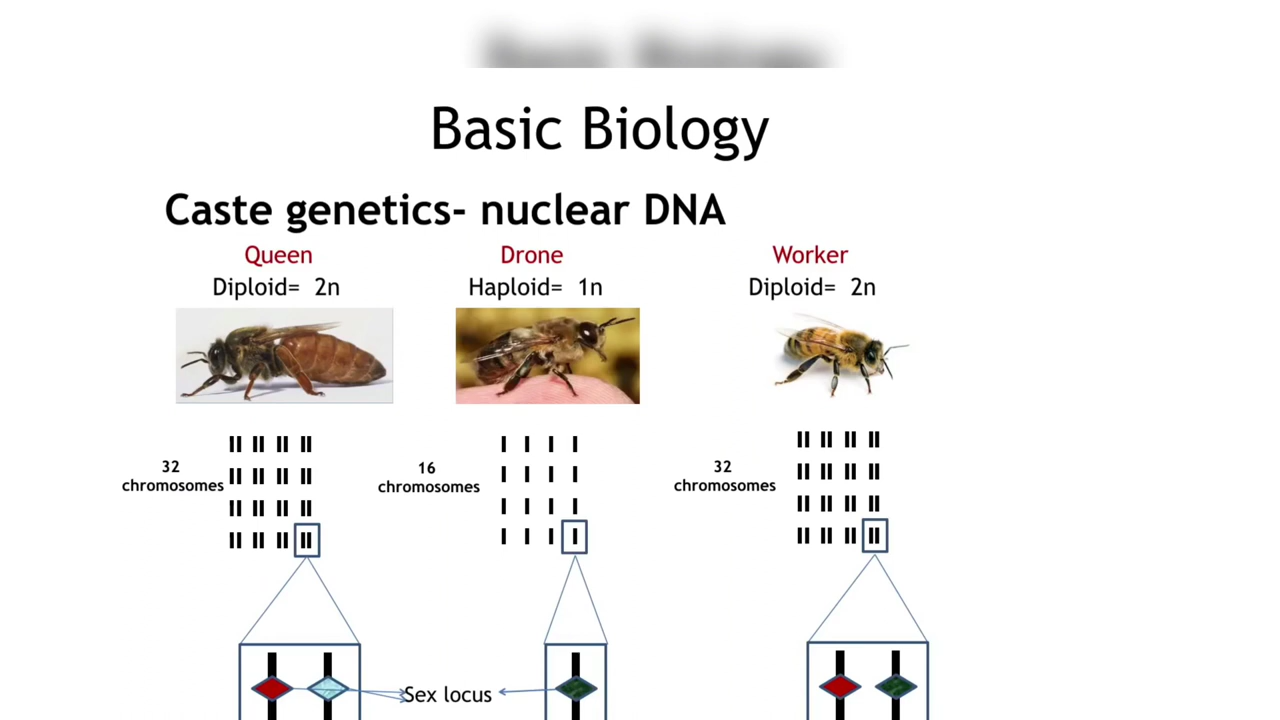 Basic Biology
Caste genetics- nuclear DNA
Queen
Diploid= 2n
Drone
Haploid= 1n
Worker
Diploid= 2n
32
chromosomes
16
chromosomes
32
chromosomes
Sex locus